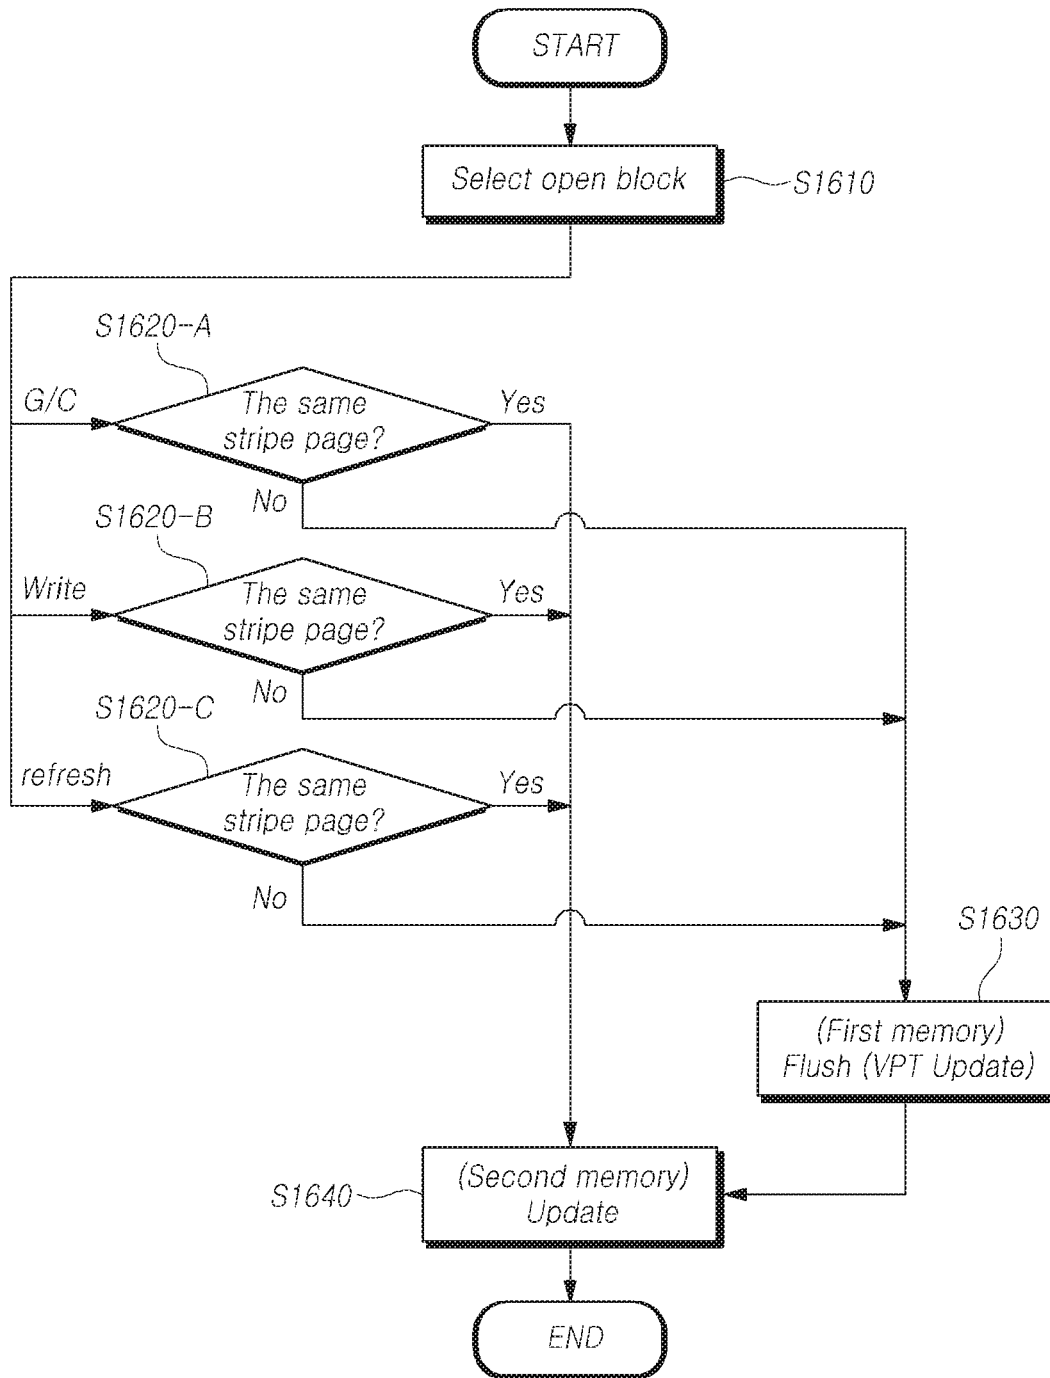 START
Select open block
S1610
S1620-A
G/C
The same
stripe page?
Yes
No
S1620-B
Write
The same
stripe page?
Yes
No
S1620-C
refresh
The same
stripe page?
Yes
No
S1630
(First memory)
Flush (VPT Update)
S1640
(Second memory)
Update
END